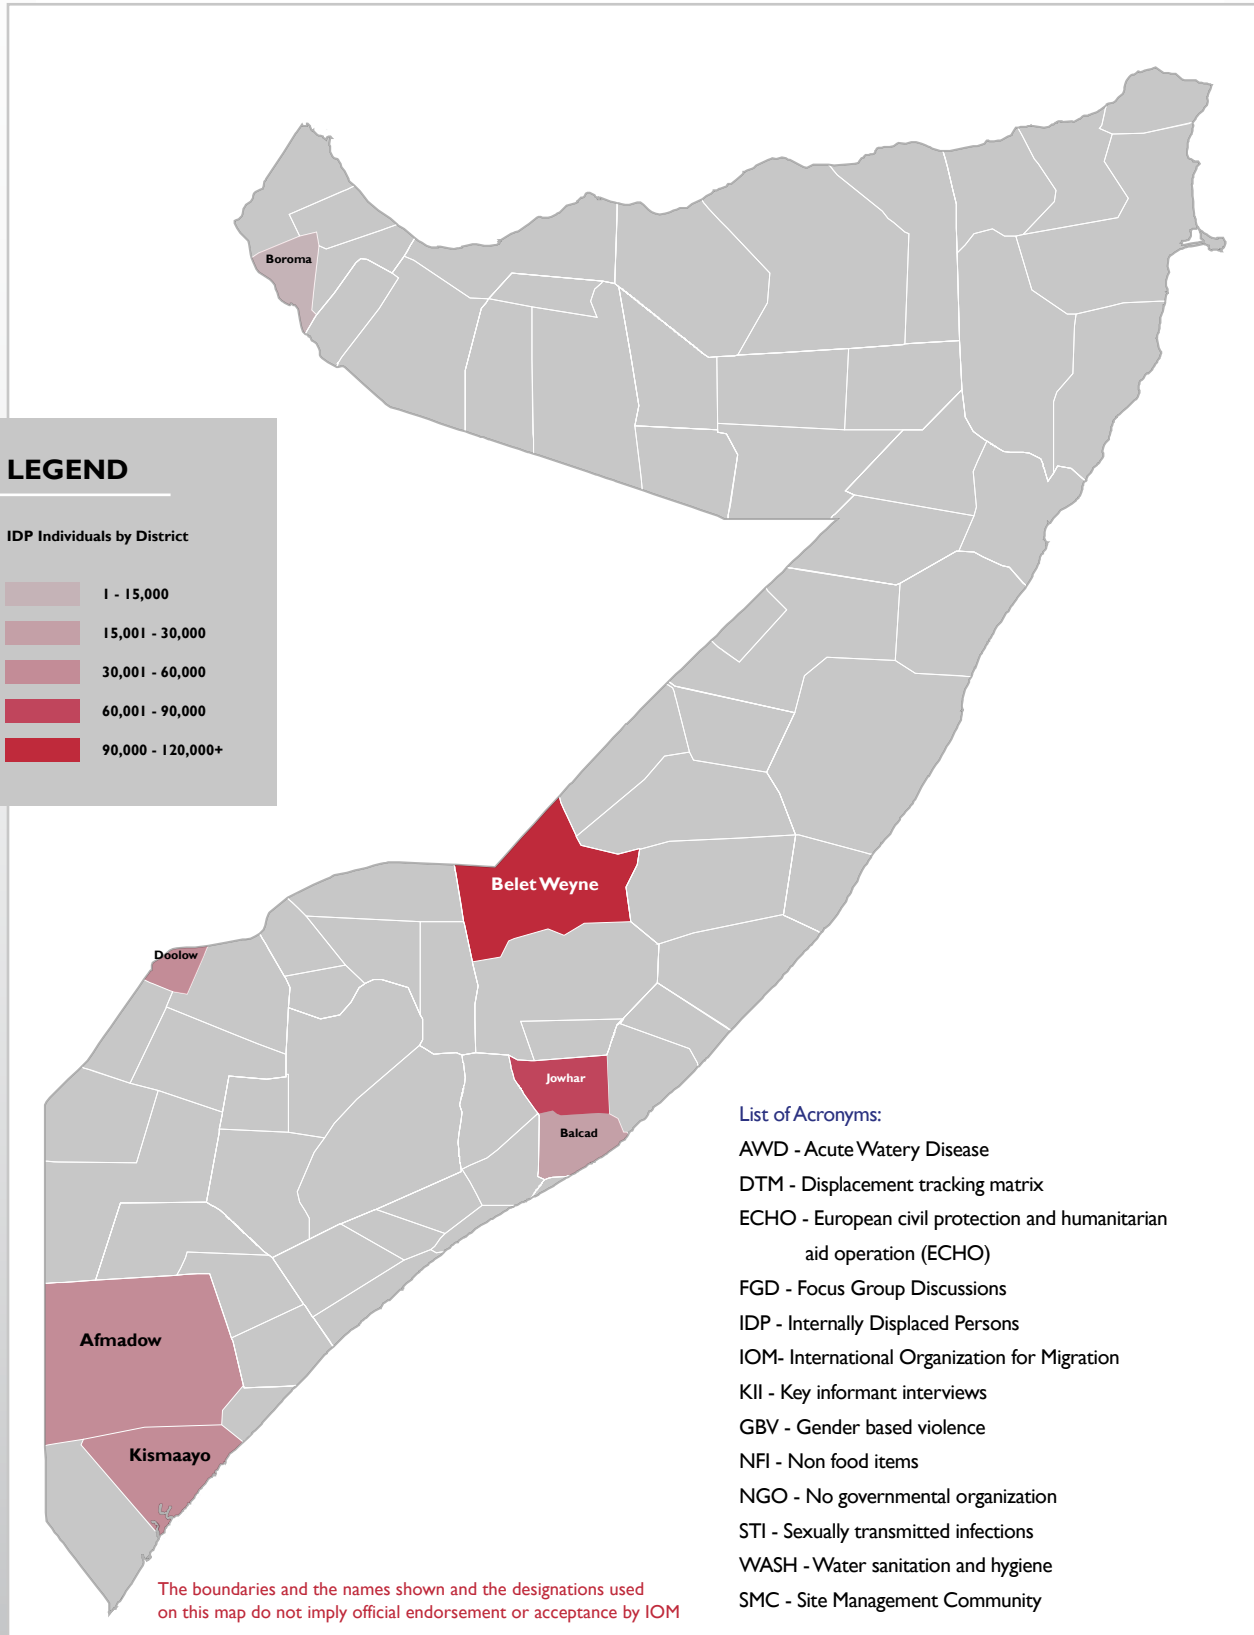 Boroma
LEGEND
IDP Individuals by District
1 - 15,000
15,001 - 30,000
30,001 - 60,000
60,001 - 90,000
90,000 - 120,000+
Belet Weyne
Doolow
Jowhar
Balcad
Afmadow
Kismaayo
List of Acronyms:
AWD - Acute Watery Disease
DTM - Displacement tracking matrix
ECHO - European civil protection and humanitarian
aid operation (ECHO)
FGD - Focus Group Discussions
IDP - Internally Displaced Persons
IOM- International Organization for Migration
KII - Key informant interviews
GBV - Gender based violence
NFI - Non food items
NGO - No governmental organization
STI - Sexually transmitted infections
WASH - Water sanitation and hygiene
SMC - Site Management Community
The boundaries and the names shown and the designations used
on this map do not imply official endorsement or acceptance by IOM